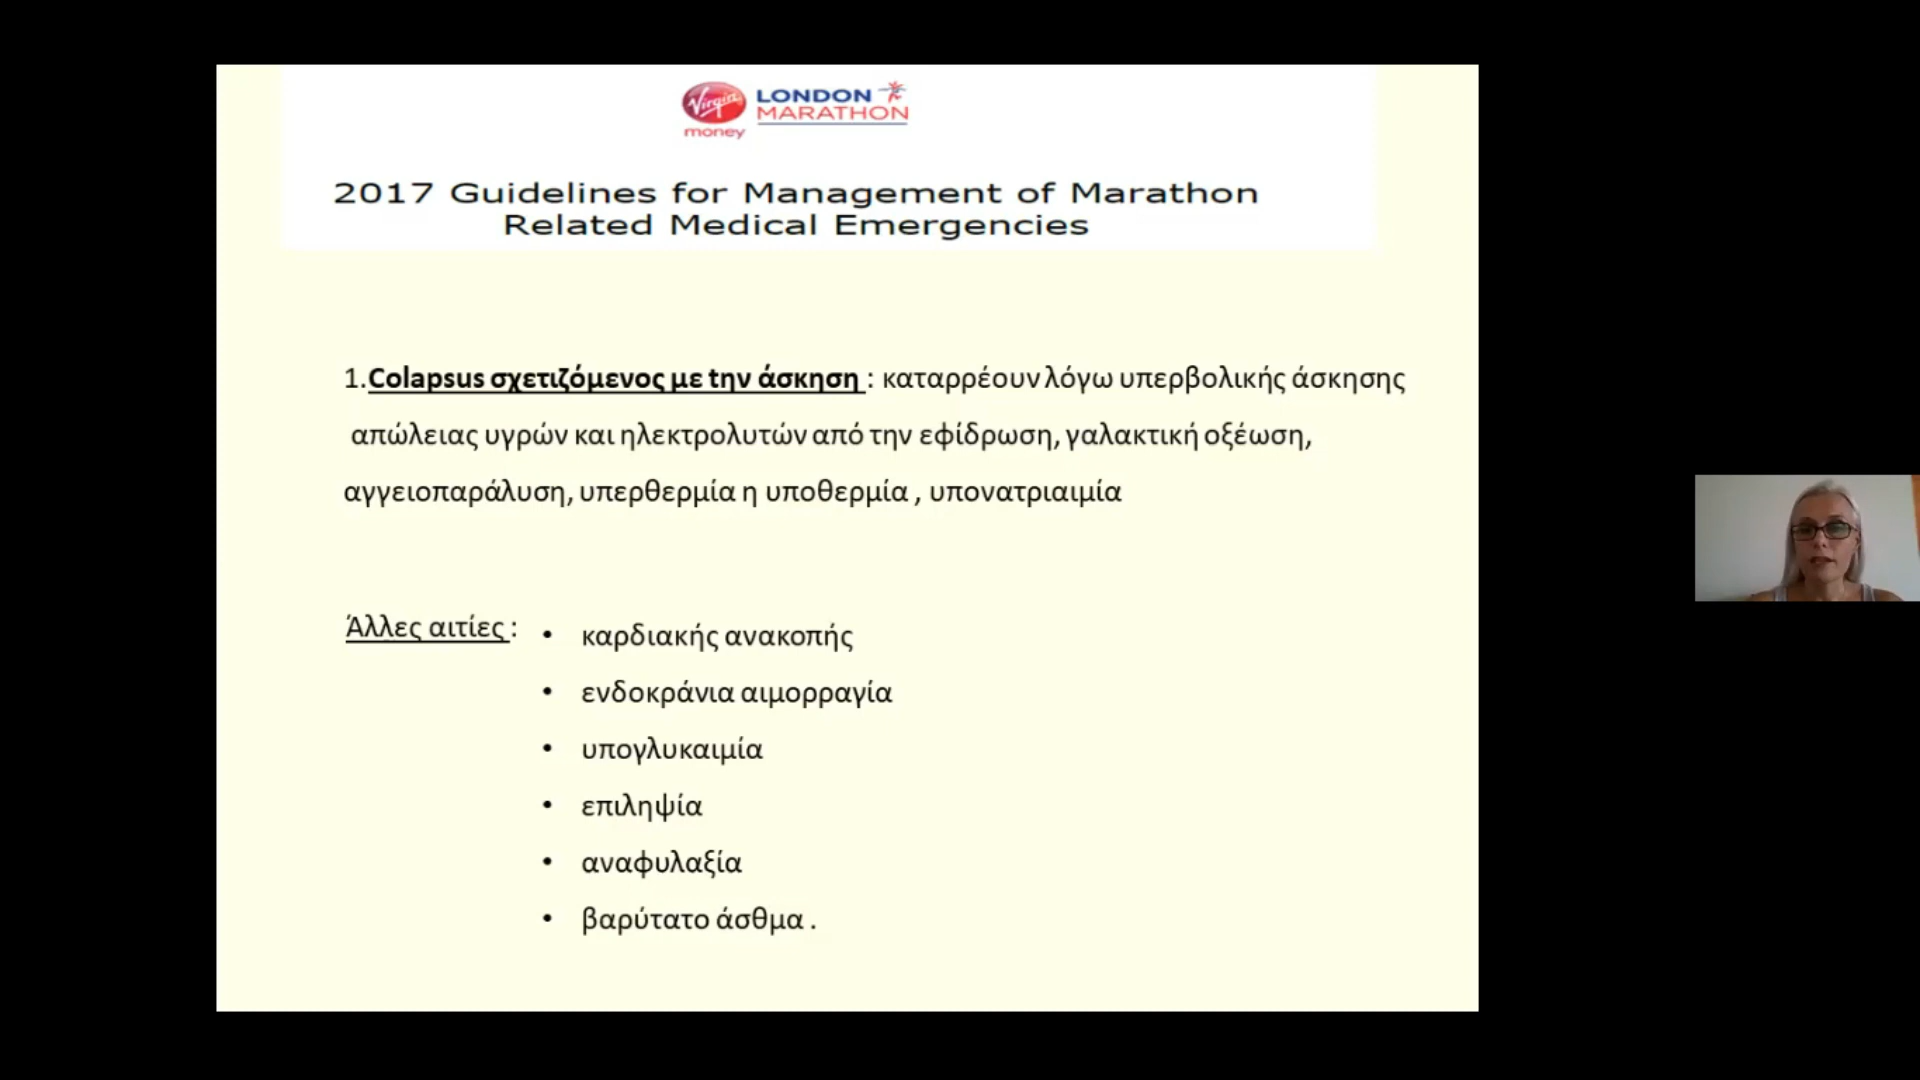 Virgin money
LONDON MARATHON
2017 Guidelines for Management of Marathon
Related Medical Emergencies
1.Colapsus σχετιζόμενος με tην άσκηση : καταρρέουν λόγω υπερβολικής άσκησης
απώλειας υγρών και ηλεκτρολυτών από την εφίδρωση, γαλακτική οξέωση,
αγγειοπαράλυση, υπερθερμία η υποθερμία , υπονατριαιμία
Άλλες αιτίες :
• καρδιακής ανακοπής
• ενδοκράνια αιμορραγία
• υπογλυκαιμία
• επιληψία
• αναφυλαξία
• βαρύτατο άσθμα .